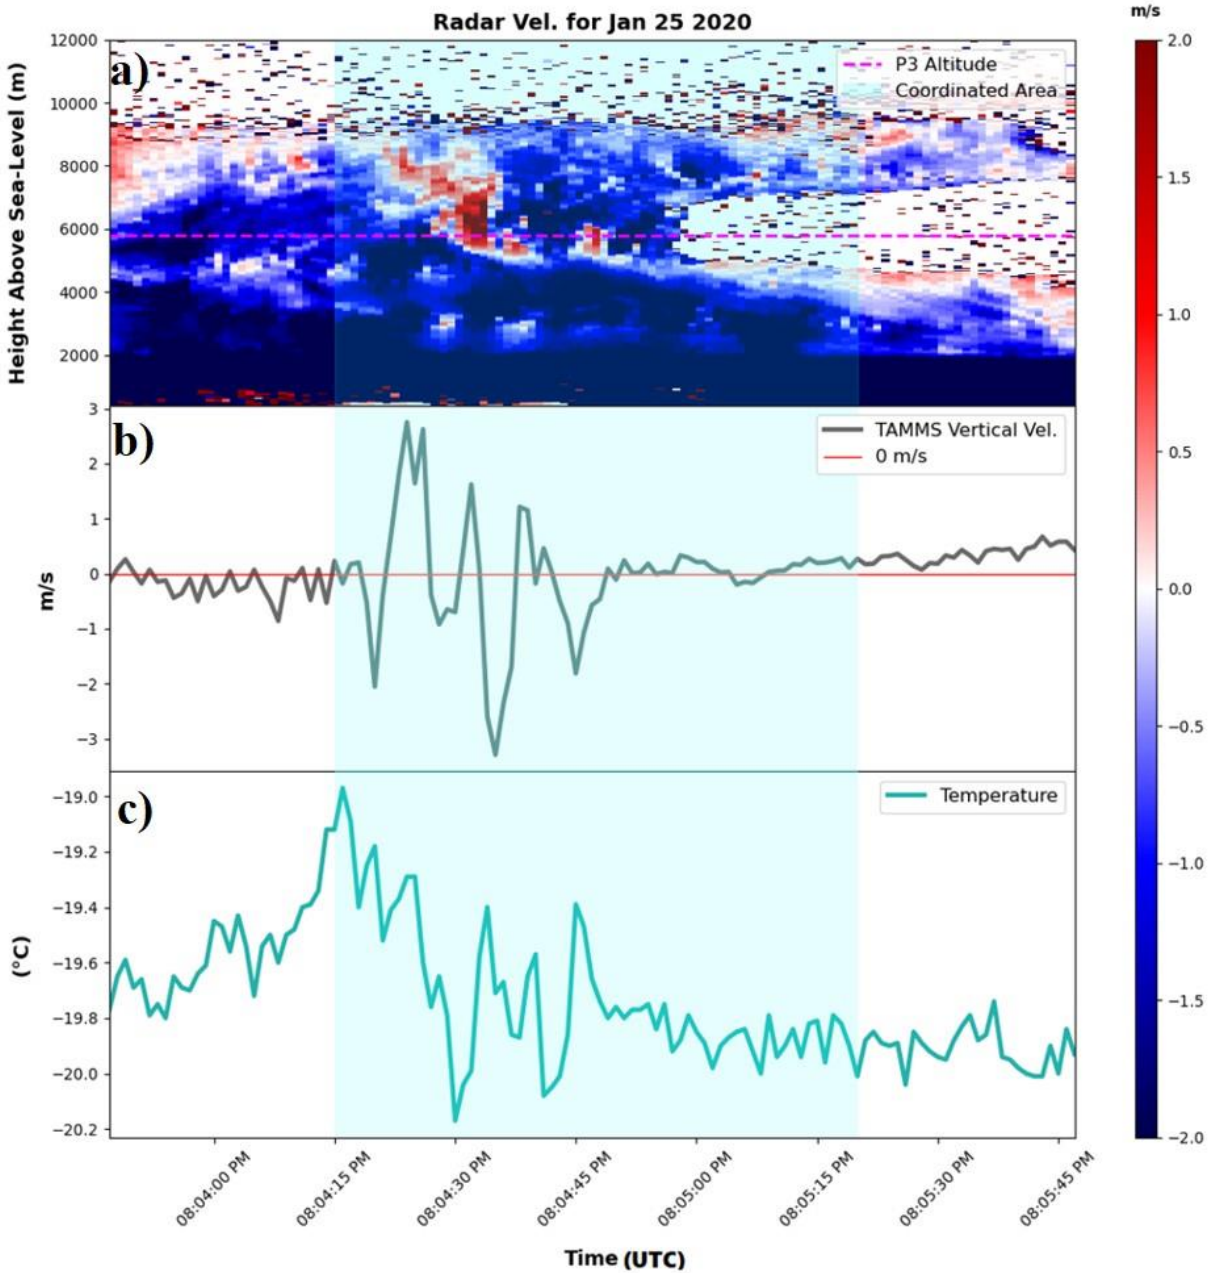 Radar Vel. for Jan 25 2020
m/s
a)
P3 Altitude
Coordinated Area
Height Above Sea-Level (m)
12000
10000
8000
6000
4000
2000
b)
TAMMS Vertical Vel.
0 m/s
m/s
3
2
1
0
−1
−2
−3
c)
Temperature
(°C)
−19.0
−19.2
−19.4
−19.6
−19.8
−20.0
−20.2
08:04:00 PM
08:04:15 PM
08:04:30 PM
08:04:45 PM
08:05:00 PM
08:05:15 PM
08:05:30 PM
08:05:45 PM
Time (UTC)
2.0
1.5
1.0
0.5
0.0
−0.5
−1.0
−1.5
−2.0